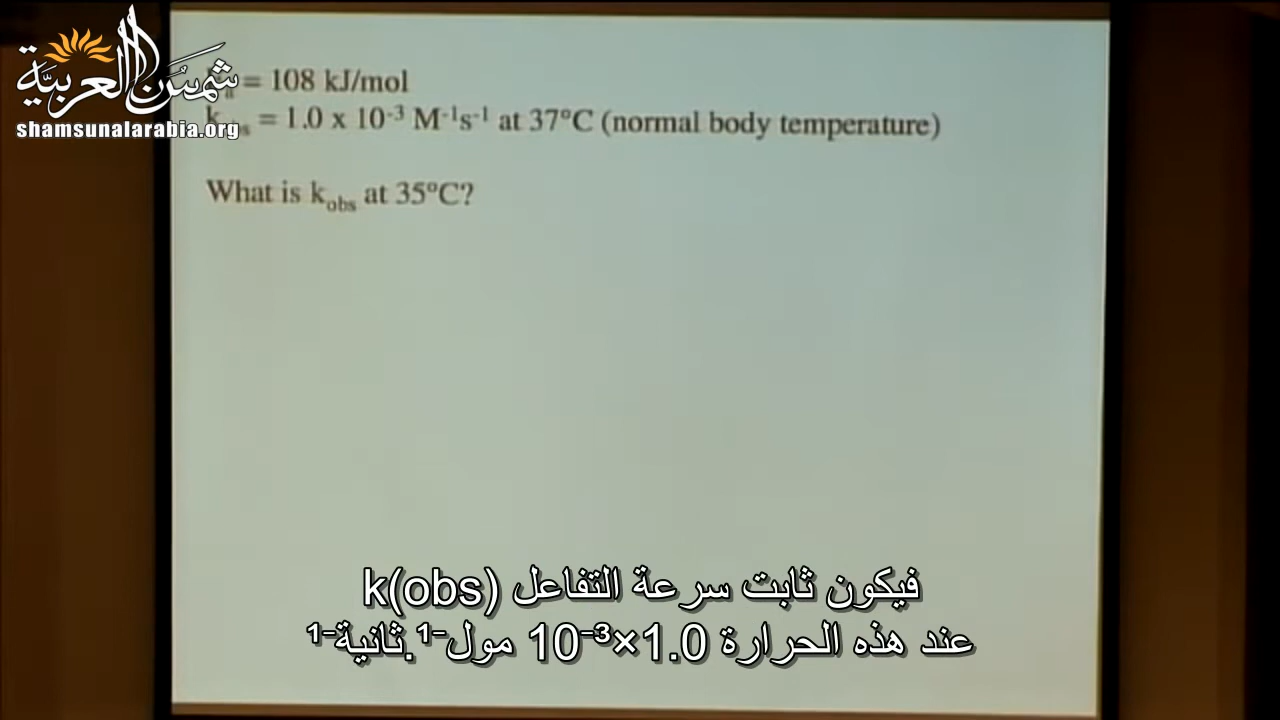 شمس العربية
shamsunalarabia.org
= 108 kJ/mol
= 1.0 x 10⁻³ M⁻¹s⁻¹ at 37°C (normal body temperature)
What is k_obs at 35°C?
فيكون ثابت سرعة التفاعل k(obs)
عند هذه الحرارة 1.0×10⁻³ مول⁻¹.ثانية⁻¹